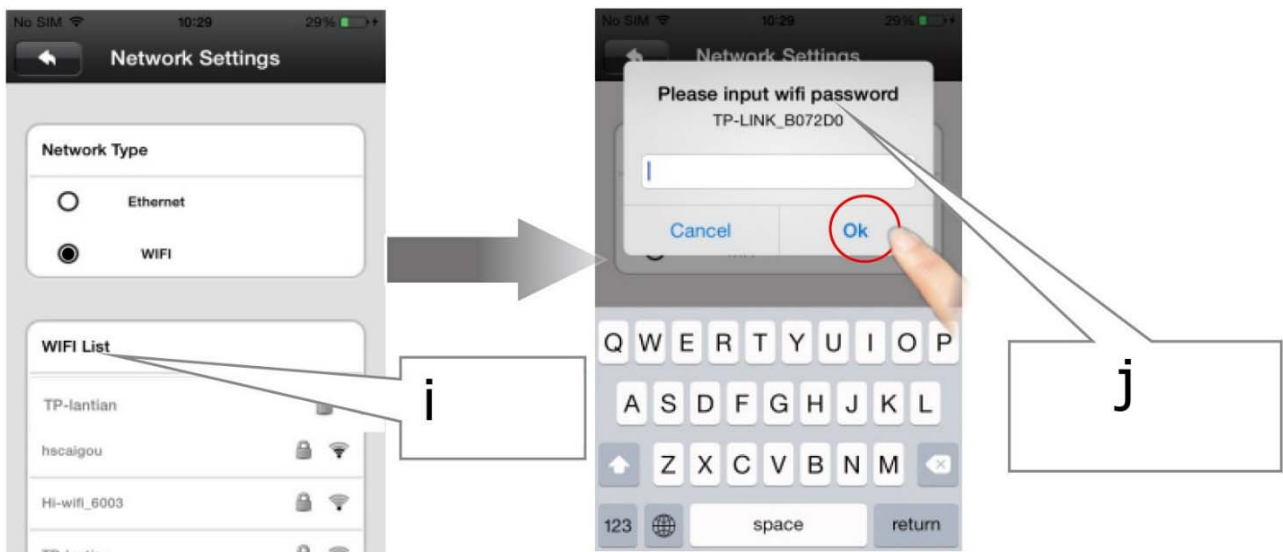 No SIM 10:29 29%
Network Settings
Network Type
Ethernet
WIFI
WIFI List
TP-lantian
hscaigou
Hi-wifi_6003
i
No SIM 10:29 29%
Network Settings
Please input wifi password
TP-LINK_B072D0
Cancel Ok
Q W E R T Y U I O P
A S D F G H J K L
Z X C V B N M
123 space return
j